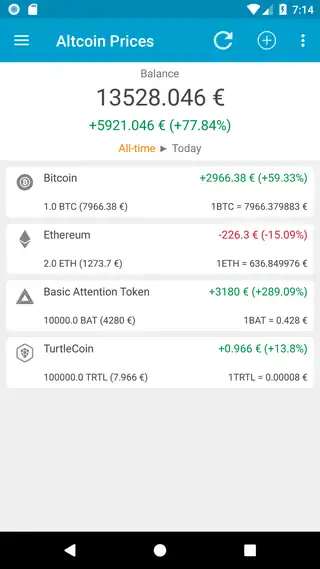 7:14
Altcoin Prices
Balance
13528.046 €
+5921.046 € (+77.84%)
All-time ► Today
Bitcoin +2966.38 € (+59.33%)
1.0 BTC (7966.38 €) 1BTC = 7966.379883 €
Ethereum -226.3 € (-15.09%)
2.0 ETH (1273.7 €) 1ETH = 636.849976 €
Basic Attention Token +3180 € (+289.09%)
10000.0 BAT (4280 €) 1BAT = 0.428 €
TurtleCoin +0.966 € (+13.8%)
100000.0 TRTL (7.966 €) 1TRTL = 0.00008 €